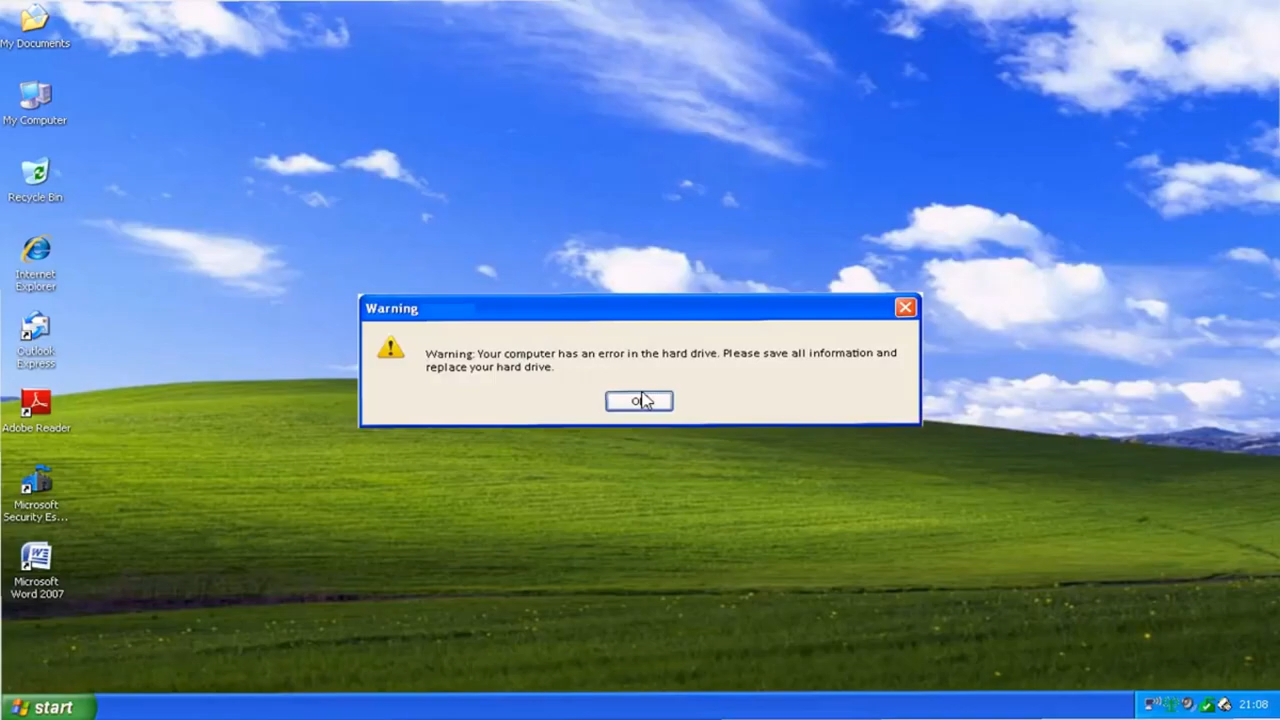 My Documents
My Computer
Recycle Bin
Internet
Explorer
Outlook
Express
Adobe Reader
Microsoft
Security Es...
Microsoft
Word 2007
Warning
Warning: Your computer has an error in the hard drive. Please save all information and
replace your hard drive.
start
21:08